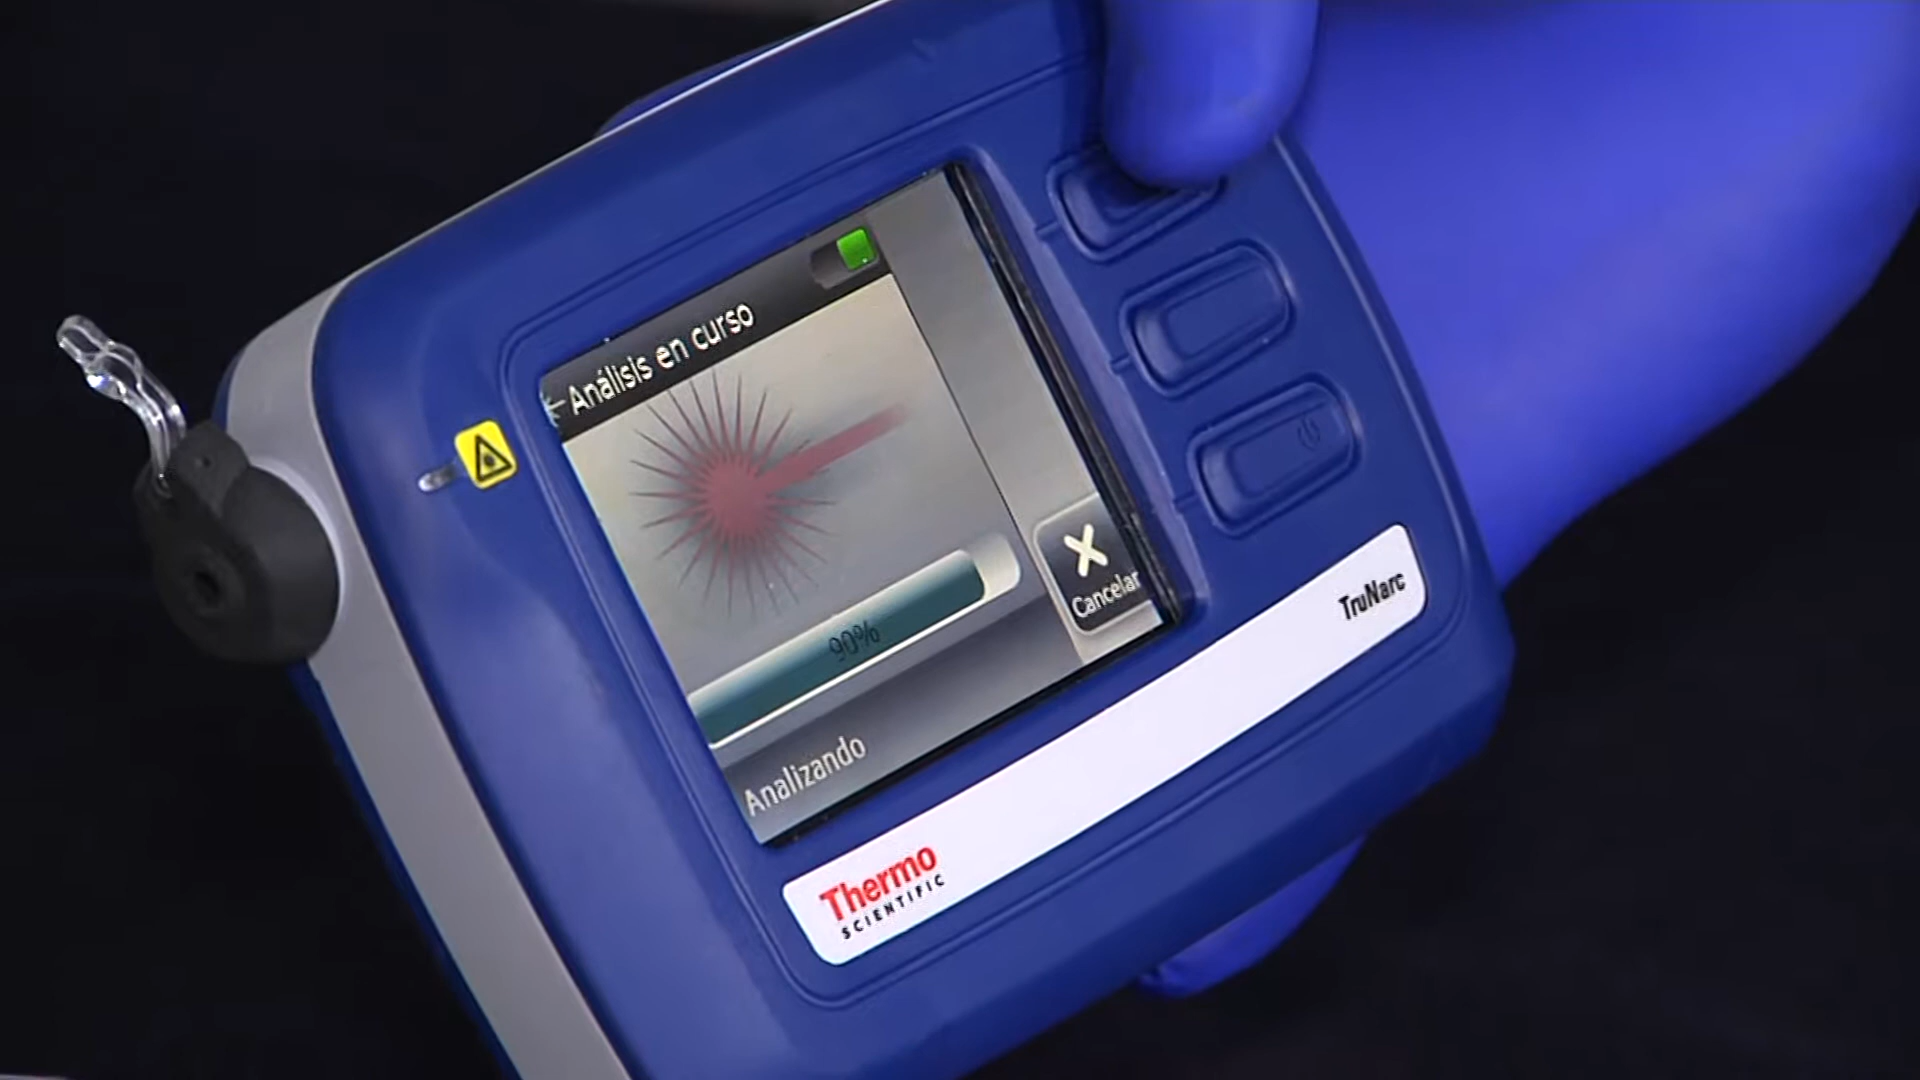 Análisis en curso
90%
Cancelar
Analizando
TruNarc
Thermo
SCIENTIFIC